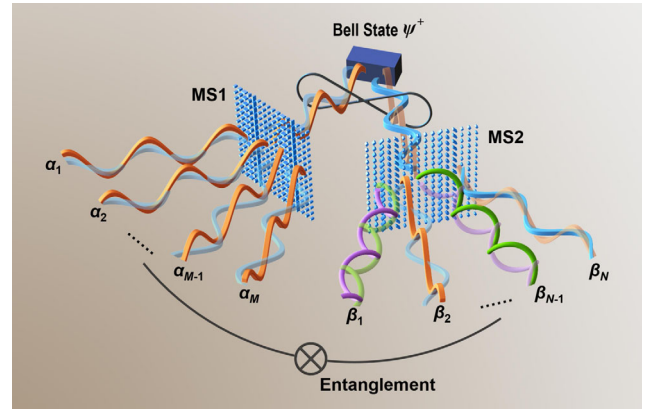 Bell State ψ⁺
MS1
MS2
α₁
α₂
α_{M-1}
α_M
β₁
β₂
β_{N-1}
β_N
Entanglement